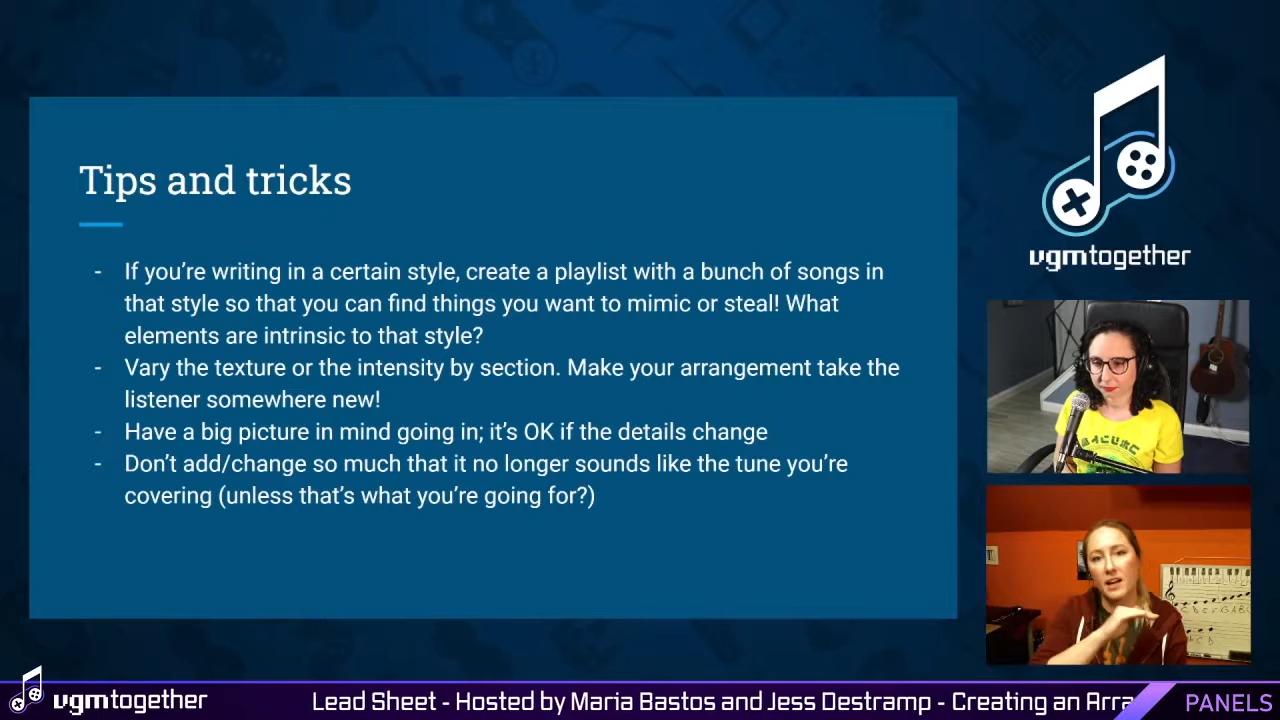 Tips and tricks
- If you're writing in a certain style, create a playlist with a bunch of songs in
that style so that you can find things you want to mimic or steal! What
elements are intrinsic to that style?
- Vary the texture or the intensity by section. Make your arrangement take the
listener somewhere new!
- Have a big picture in mind going in; it's OK if the details change
- Don't add/change so much that it no longer sounds like the tune you're
covering (unless that's what you're going for?)
vgmtogether
vgmtogether
Lead Sheet - Hosted by Maria Bastos and Jess Destramp - Creating an Arra
PANELS